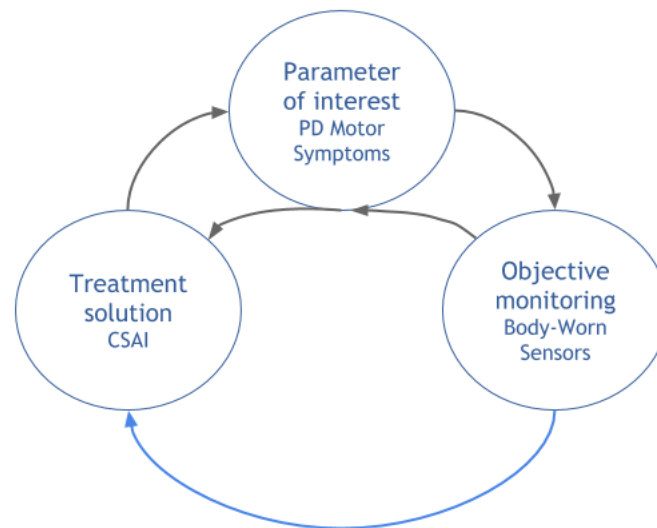 Parameter
of interest
PD Motor
Symptoms
Treatment
solution
CSAI
Objective
monitoring
Body-Worn
Sensors